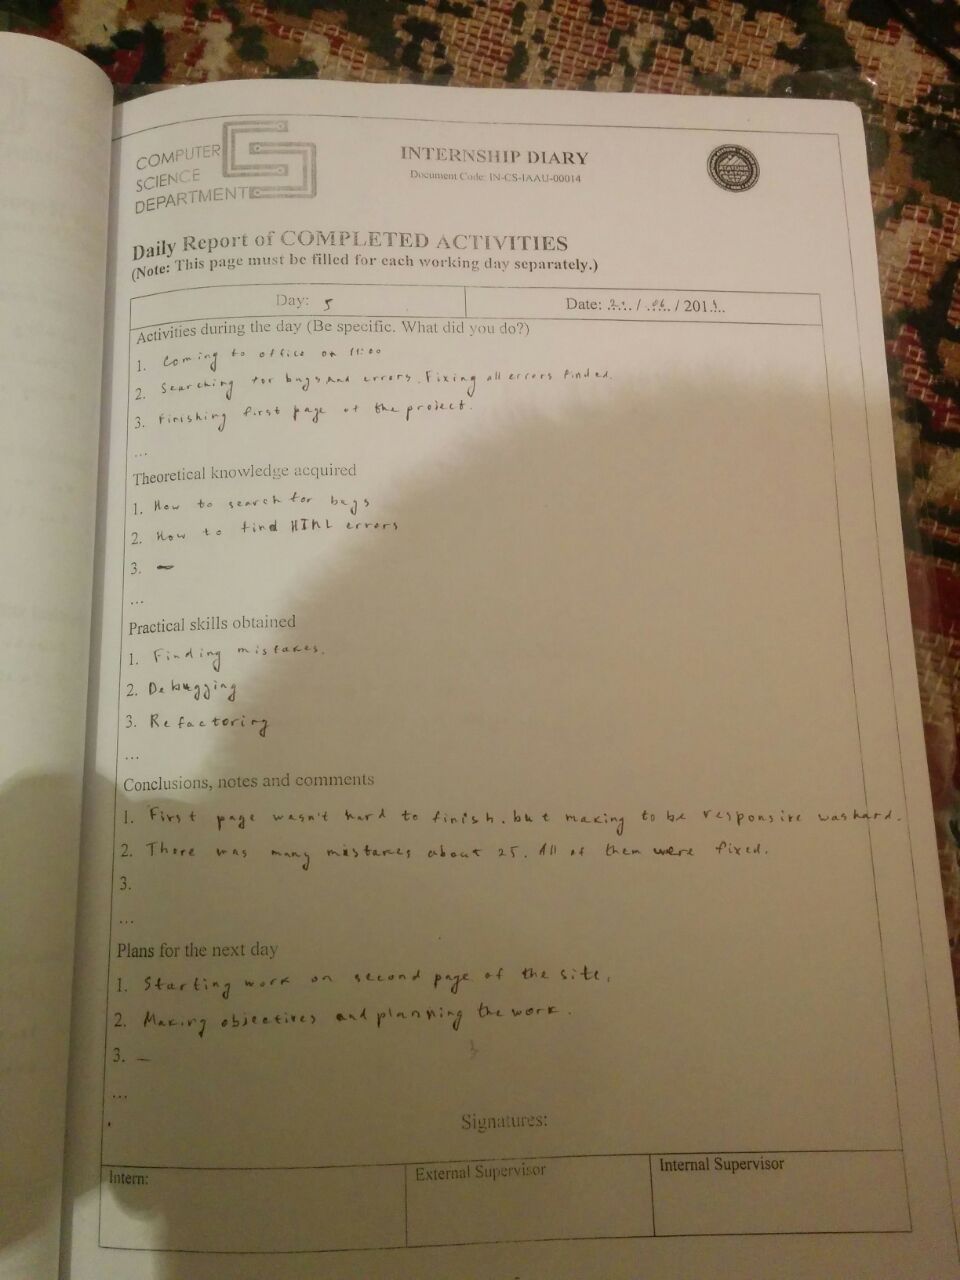 COMPUTER
SCIENCE
DEPARTMENT
INTERNSHIP DIARY
Document Code: IN-CS-IAAU-00014
Daily Report of COMPLETED ACTIVITIES
(Note: This page must be filled for each working day separately.)
Day: 5
Date: / 06 / 201
Activities during the day (Be specific. What did you do?)
1. Coming to office on 11:00
2. Searching for bugs and errors. Fixing all errors finded.
3. Finishing first page of the project.
...
Theoretical knowledge acquired
1. How to search for bugs
2. How to find HTML errors
3. –
...
Practical skills obtained
1. Finding mistakes.
2. Debugging
3. Refactoring
...
Conclusions, notes and comments
1. First page wasn't hard to finish. but making to be responsive was hard.
2. There was many mistakes about 25. All of them were fixed.
3.
...
Plans for the next day
1. Starting work on second page of the site.
2. Making objectives and planning the work.
3. –
...
Signatures:
Intern:
External Supervisor
Internal Supervisor